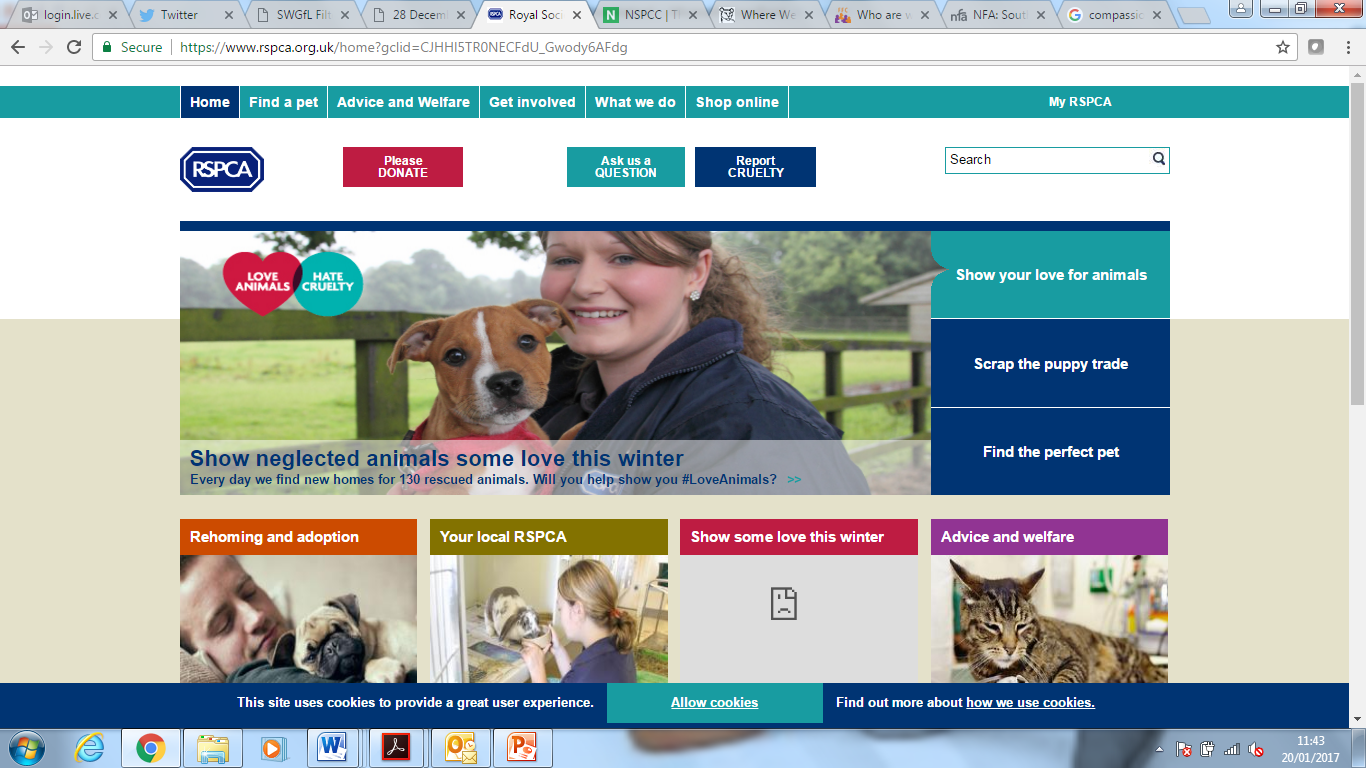 login.live.c
Twitter
SWGfL Filt
28 Decem
Royal Soci
NSPCC | Th
Where We
Who are w
NFA: Sout
compassio
Secure
https://www.rspca.org.uk/home?gclid=CJHHI5TR0NECFdU_Gwody6AFdg
Home
Find a pet
Advice and Welfare
Get involved
What we do
Shop online
My RSPCA
RSPCA
Please
DONATE
Ask us a
QUESTION
Report
CRUELTY
Search
LOVE
ANIMALS
HATE
CRUELTY
Show your love for animals
Scrap the puppy trade
Find the perfect pet
Show neglected animals some love this winter
Every day we find new homes for 130 rescued animals. Will you help show you #LoveAnimals? >>
Rehoming and adoption
Your local RSPCA
Show some love this winter
Advice and welfare
This site uses cookies to provide a great user experience.
Allow cookies
Find out more about how we use cookies.
11:43
20/01/2017